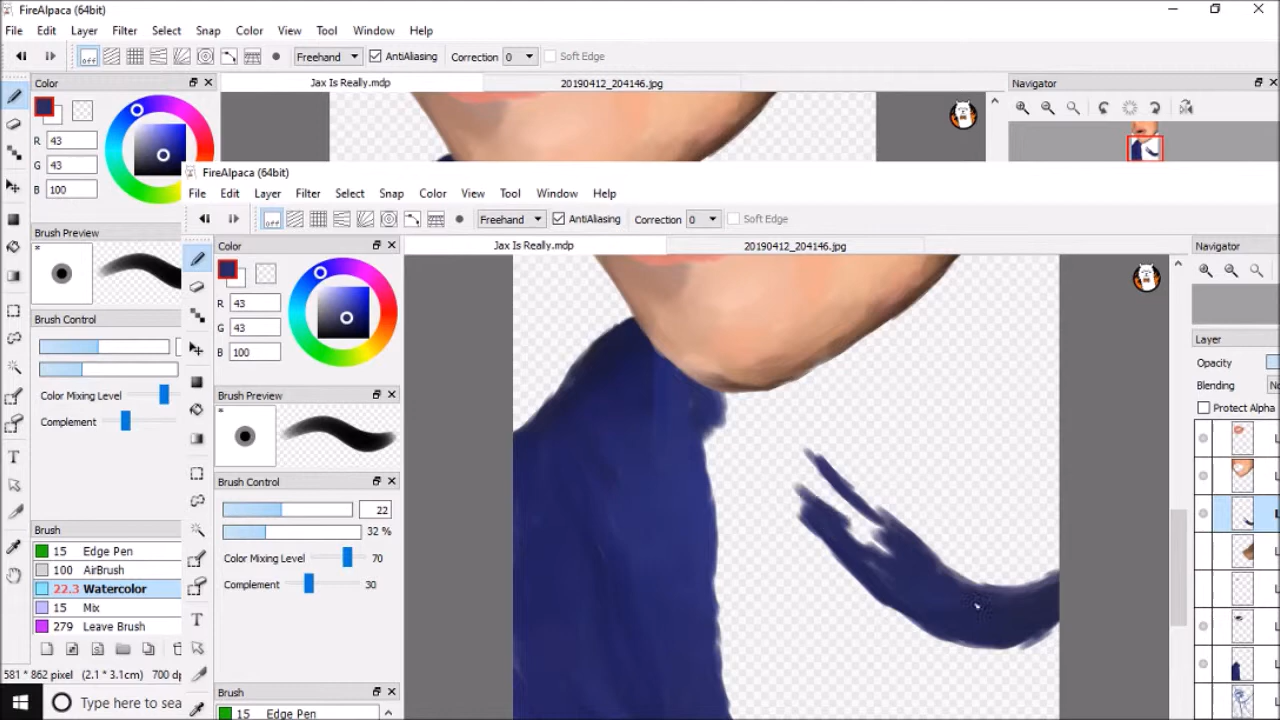 FireAlpaca (64bit)
File Edit Layer Filter Select Snap Color View Tool Window Help
off Freehand AntiAliasing Correction 0 Soft Edge
Color Jax Is Really.mdp 20190412_204146.jpg Navigator
R 43
G 43
B 100
Brush Preview
*
Brush Control
Color Mixing Level
Complement
Brush
15 Edge Pen
100 AirBrush
22.3 Watercolor
15 Mix
279 Leave Brush
581 * 862 pixel (2.1 * 3.1cm) 700 dp
Type here to sea
FireAlpaca (64bit)
File Edit Layer Filter Select Snap Color View Tool Window Help
off Freehand AntiAliasing Correction 0 Soft Edge
Color Jax Is Really.mdp 20190412_204146.jpg Navigator
R 43
G 43
B 100
Brush Preview
*
Brush Control
22
32 %
Color Mixing Level 70
Complement 30
Brush
15 Edge Pen
Layer
Opacity
Blending No
Protect Alpha